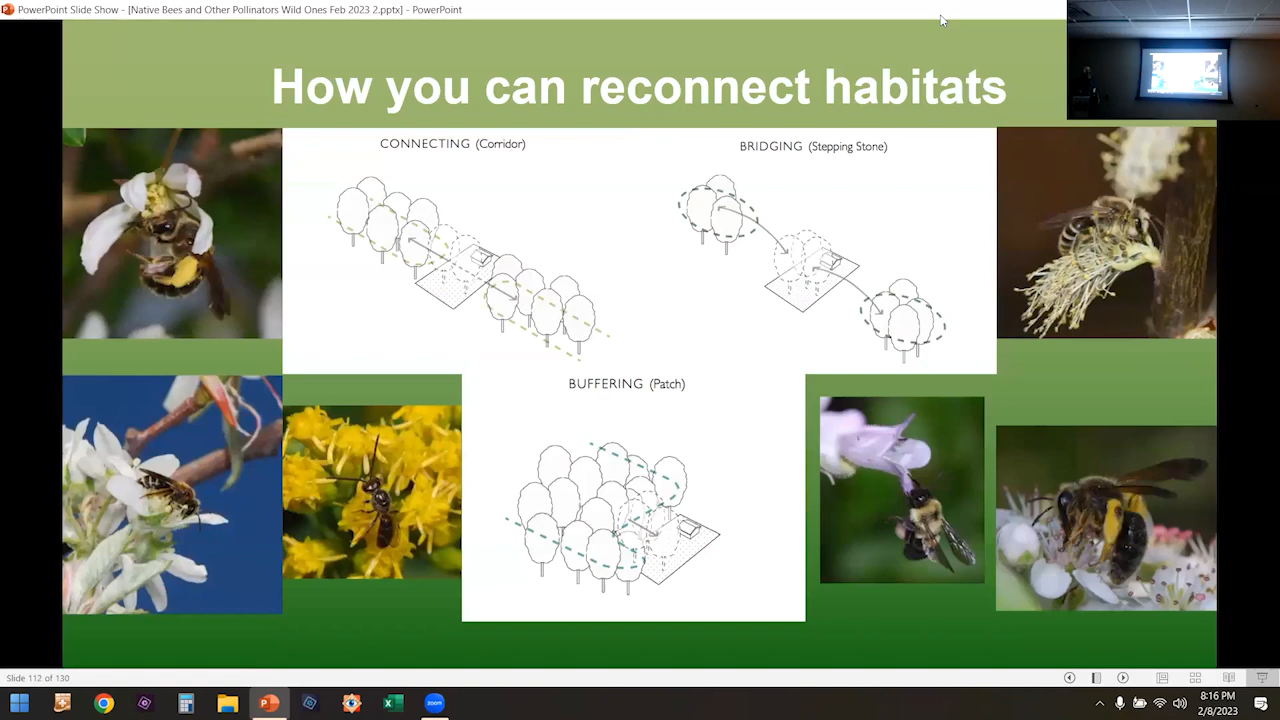 PowerPoint Slide Show - [Native Bees and Other Pollinators Wild Ones Feb 2023 2.pptx] - PowerPoint
How you can reconnect habitats
CONNECTING (Corridor)
BRIDGING (Stepping Stone)
BUFFERING (Patch)
Slide 112 of 130
zoom
8:16 PM
2/8/2023